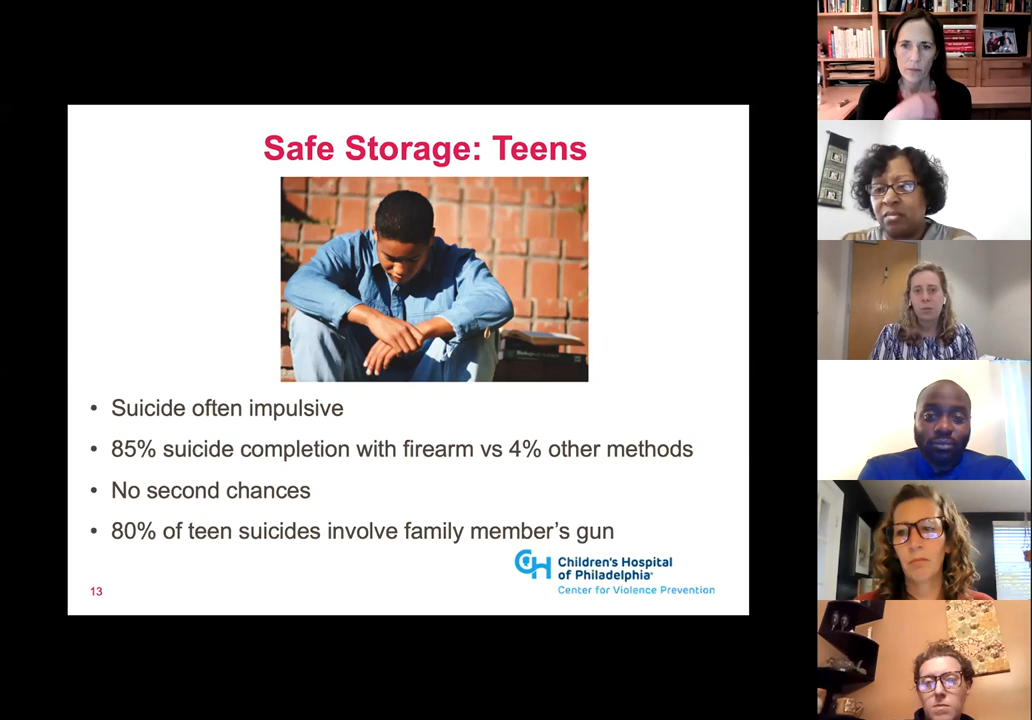 Safe Storage: Teens
• Suicide often impulsive
• 85% suicide completion with firearm vs 4% other methods
• No second chances
• 80% of teen suicides involve family member's gun
CH Children's Hospital
of Philadelphia
Center for Violence Prevention
13